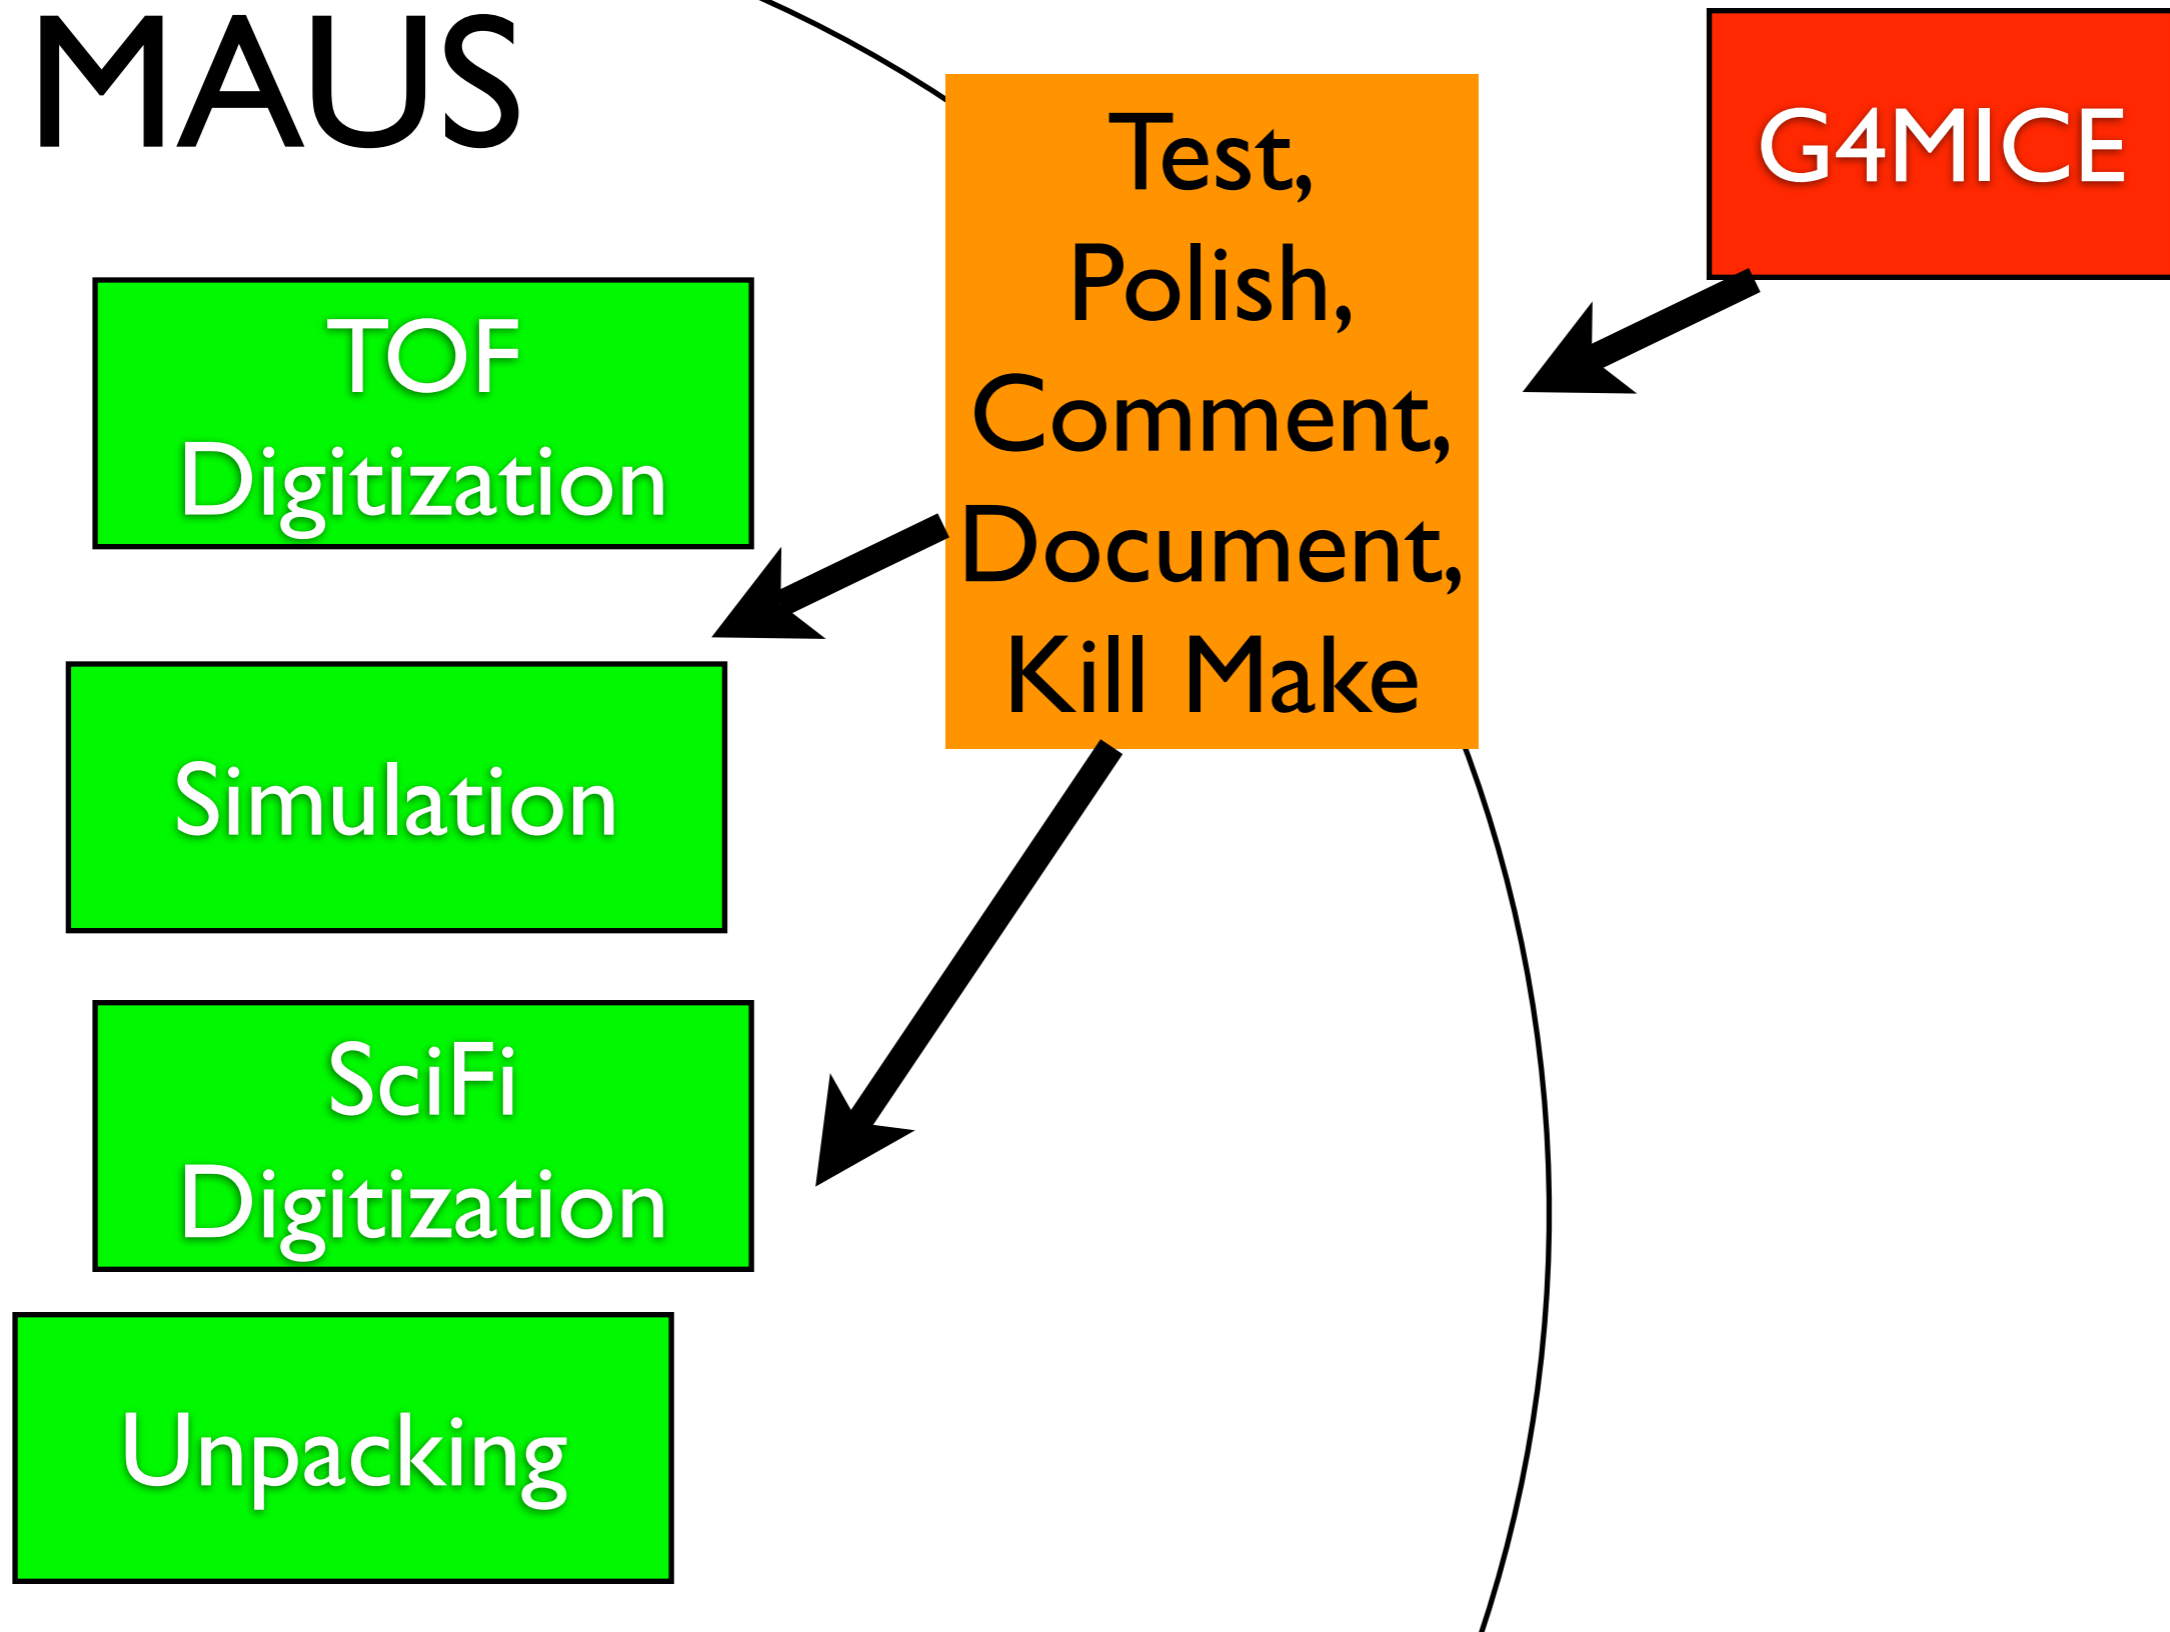 MAUS
TOF
Digitization
Simulation
SciFi
Digitization
Unpacking
Test,
Polish,
Comment,
Document,
Kill Make
G4MICE